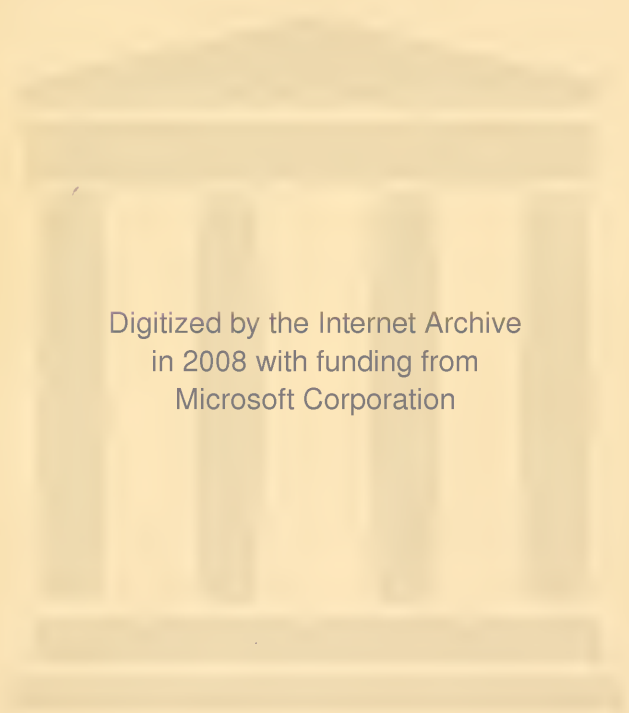 Digitized by the Internet Archive
in 2008 with funding from
Microsoft Corporation